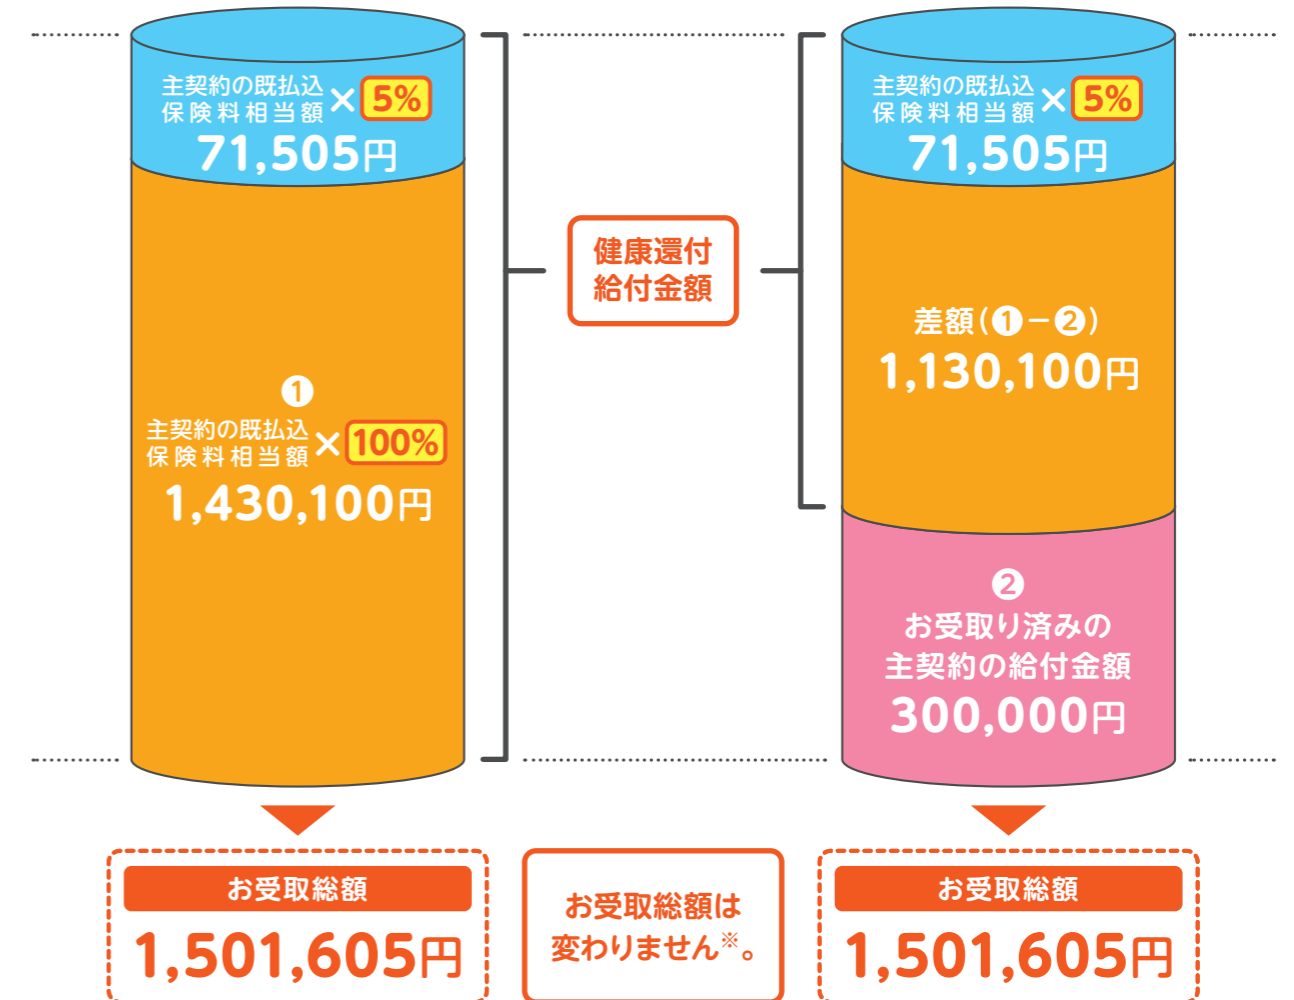 主契約の既払込
保険料相当額×5%
71,505円
❶
主契約の既払込
保険料相当額×100%
1,430,100円
健康還付
給付金額
主契約の既払込
保険料相当額×5%
71,505円
差額(❶−❷)
1,130,100円
❷
お受取り済みの
主契約の給付金額
300,000円
お受取総額
1,501,605円
お受取総額は
変わりません※。
お受取総額
1,501,605円